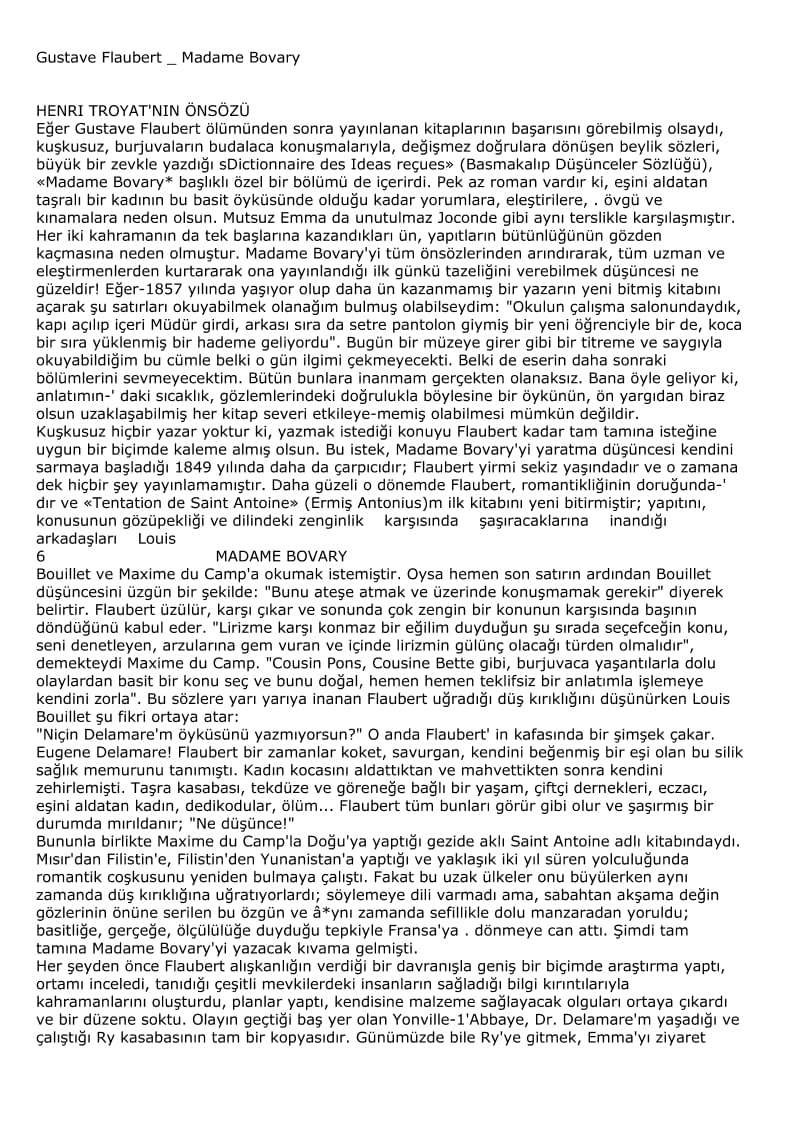 Gustave Flaubert _ Madame Bovary
HENRI TROYAT'NIN ÖNSÖZÜ
Eğer Gustave Flaubert ölümünden sonra yayınlanan kitaplarının başarısını görebilmiş olsaydı,
kuşkusuz, burjuvaların budalaca konuşmalarıyla, değişmez doğrulara dönüşen beylik sözleri,
büyük bir zevkle yazdığı sDictionnaire des Ideas reçues» (Basmakalıp Düşünceler Sözlüğü),
«Madame Bovary* başlıklı özel bir bölümü de içerirdi. Pek az roman vardır ki, eşini aldatan
taşralı bir kadının bu basit öyküsünde olduğu kadar yorumlara, eleştirilere, . övgü ve
kınamalara neden olsun. Mutsuz Emma da unutulmaz Joconde gibi aynı terslikle karşılaşmıştır.
Her iki kahramanın da tek başlarına kazandıkları ün, yapıtların bütünlüğünün gözden
kaçmasına neden olmuştur. Madame Bovary'yi tüm önsözlerinden arındırarak, tüm uzman ve
eleştirmenlerden kurtararak ona yayınlandığı ilk günkü tazeliğini verebilmek düşüncesi ne
güzeldir! Eğer-1857 yılında yaşıyor olup daha ün kazanmamış bir yazarın yeni bitmiş kitabını
açarak şu satırları okuyabilmek olanağım bulmuş olabilseydim: "Okulun çalışma salonundaydık,
kapı açılıp içeri Müdür girdi, arkası sıra da setre pantolon giymiş bir yeni öğrenciyle bir de, koca
bir sıra yüklenmiş bir hademe geliyordu". Bugün bir müzeye girer gibi bir titreme ve saygıyla
okuyabildiğim bu cümle belki o gün ilgimi çekmeyecekti. Belki de eserin daha sonraki
bölümlerini sevmeyecektim. Bütün bunlara inanmam gerçekten olanaksız. Bana öyle geliyor ki,
anlatımın-' daki sıcaklık, gözlemlerindeki doğrulukla böylesine bir öykünün, ön yargıdan biraz
olsun uzaklaşabilmiş her kitap severi etkileye-memiş olabilmesi mümkün değildir.
Kuşkusuz hiçbir yazar yoktur ki, yazmak istediği konuyu Flaubert kadar tam tamına isteğine
uygun bir biçimde kaleme almış olsun. Bu istek, Madame Bovary'yi yaratma düşüncesi kendini
sarmaya başladığı 1849 yılında daha da çarpıcıdır; Flaubert yirmi sekiz yaşındadır ve o zamana
dek hiçbir şey yayınlamamıştır. Daha güzeli o dönemde Flaubert, romantikliğinin doruğunda-'
dır ve «Tentation de Saint Antoine» (Ermiş Antonius)m ilk kitabını yeni bitirmiştir; yapıtını,
konusunun gözüpekliği ve dilindeki zenginlik karşısında şaşıracaklarına inandığı
arkadaşları Louis
6 MADAME BOVARY
Bouillet ve Maxime du Camp'a okumak istemiştir. Oysa hemen son satırın ardından Bouillet
düşüncesini üzgün bir şekilde: "Bunu ateşe atmak ve üzerinde konuşmamak gerekir" diyerek
belirtir. Flaubert üzülür, karşı çıkar ve sonunda çok zengin bir konunun karşısında başının
döndüğünü kabul eder. "Lirizme karşı konmaz bir eğilim duyduğun şu sırada seçefceğin konu,
seni denetleyen, arzularına gem vuran ve içinde lirizmin gülünç olacağı türden olmalıdır",
demekteydi Maxime du Camp. "Cousin Pons, Cousine Bette gibi, burjuvaca yaşantılarla dolu
olaylardan basit bir konu seç ve bunu doğal, hemen hemen teklifsiz bir anlatımla işlemeye
kendini zorla". Bu sözlere yarı yarıya inanan Flaubert uğradığı düş kırıklığını düşünürken Louis
Bouillet şu fikri ortaya atar:
"Niçin Delamare'm öyküsünü yazmıyorsun?" O anda Flaubert' in kafasında bir şimşek çakar.
Eugene Delamare! Flaubert bir zamanlar koket, savurgan, kendini beğenmiş bir eşi olan bu silik
sağlık memurunu tanımıştı. Kadın kocasını aldattıktan ve mahvettikten sonra kendini
zehirlemişti. Taşra kasabası, tekdüze ve göreneğe bağlı bir yaşam, çiftçi dernekleri, eczacı,
eşini aldatan kadın, dedikodular, ölüm... Flaubert tüm bunları görür gibi olur ve şaşırmış bir
durumda mırıldanır; "Ne düşünce!"
Bununla birlikte Maxime du Camp'la Doğu'ya yaptığı gezide aklı Saint Antoine adlı kitabındaydı.
Mısır'dan Filistin'e, Filistin'den Yunanistan'a yaptığı ve yaklaşık iki yıl süren yolculuğunda
romantik coşkusunu yeniden bulmaya çalıştı. Fakat bu uzak ülkeler onu büyülerken aynı
zamanda düş kırıklığına uğratıyorlardı; söylemeye dili varmadı ama, sabahtan akşama değin
gözlerinin önüne serilen bu özgün ve â*ynı zamanda sefillikle dolu manzaradan yoruldu;
basitliğe, gerçeğe, ölçülülüğe duyduğu tepkiyle Fransa'ya . dönmeye can attı. Şimdi tam
tamına Madame Bovary'yi yazacak kıvama gelmişti.
Her şeyden önce Flaubert alışkanlığın verdiği bir davranışla geniş bir biçimde araştırma yaptı,
ortamı inceledi, tanıdığı çeşitli mevkilerdeki insanların sağladığı bilgi kırıntılarıyla
kahramanlarını oluşturdu, planlar yaptı, kendisine malzeme sağlayacak olguları ortaya çıkardı
ve bir düzene soktu. Olayın geçtiği baş yer olan Yonville-1'Abbaye, Dr. Delamare'm yaşadığı ve
çalıştığı Ry kasabasının tam bir kopyasıdır. Günümüzde bile Ry'ye gitmek, Emma'yı ziyaret